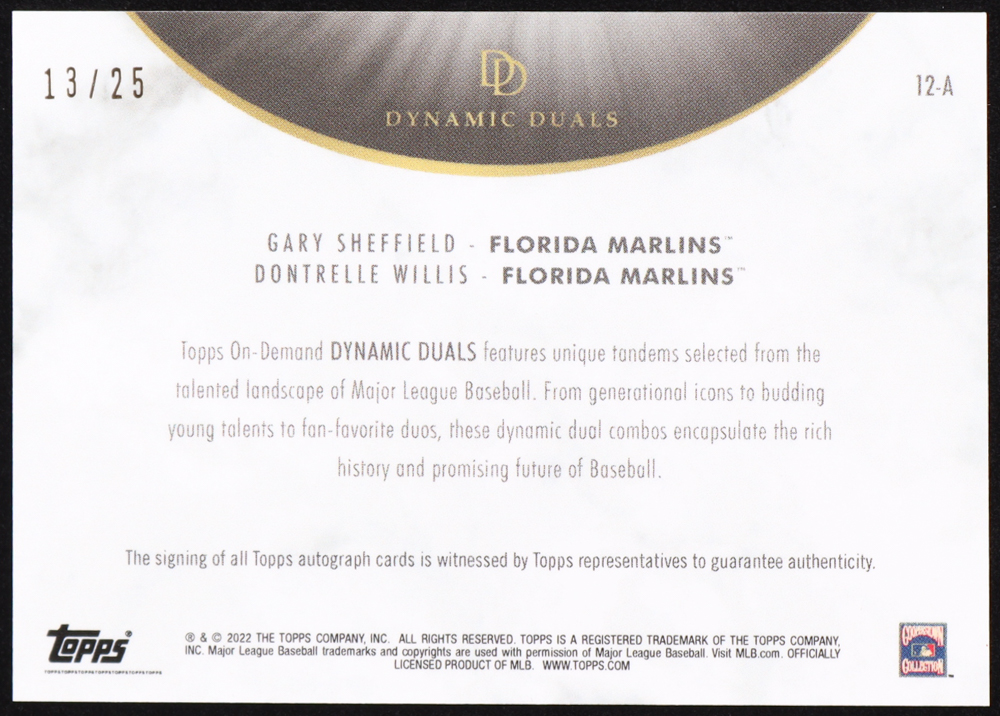 13/25
DD
DYNAMIC DUALS
12-A
GARY SHEFFIELD - FLORIDA MARLINS™
DONTRELLE WILLIS - FLORIDA MARLINS™
Topps On-Demand DYNAMIC DUALS features unique tandems selected from the
talented landscape of Major League Baseball. From generational icons to budding
young talents to fan-favorite duos, these dynamic dual combos encapsulate the rich
history and promising future of Baseball.
The signing of all Topps autograph cards is witnessed by Topps representatives to guarantee authenticity.
Topps®
TOPPSTOPPSTOPPSTOPPSTOPPSTOPPSTOPPS
® & © 2022 THE TOPPS COMPANY, INC. ALL RIGHTS RESERVED. TOPPS IS A REGISTERED TRADEMARK OF THE TOPPS COMPANY,
INC. Major League Baseball trademarks and copyrights are used with permission of Major League Baseball. Visit MLB.com. OFFICIALLY
LICENSED PRODUCT OF MLB. WWW.TOPPS.COM
COOPERSTOWN
COLLECTION